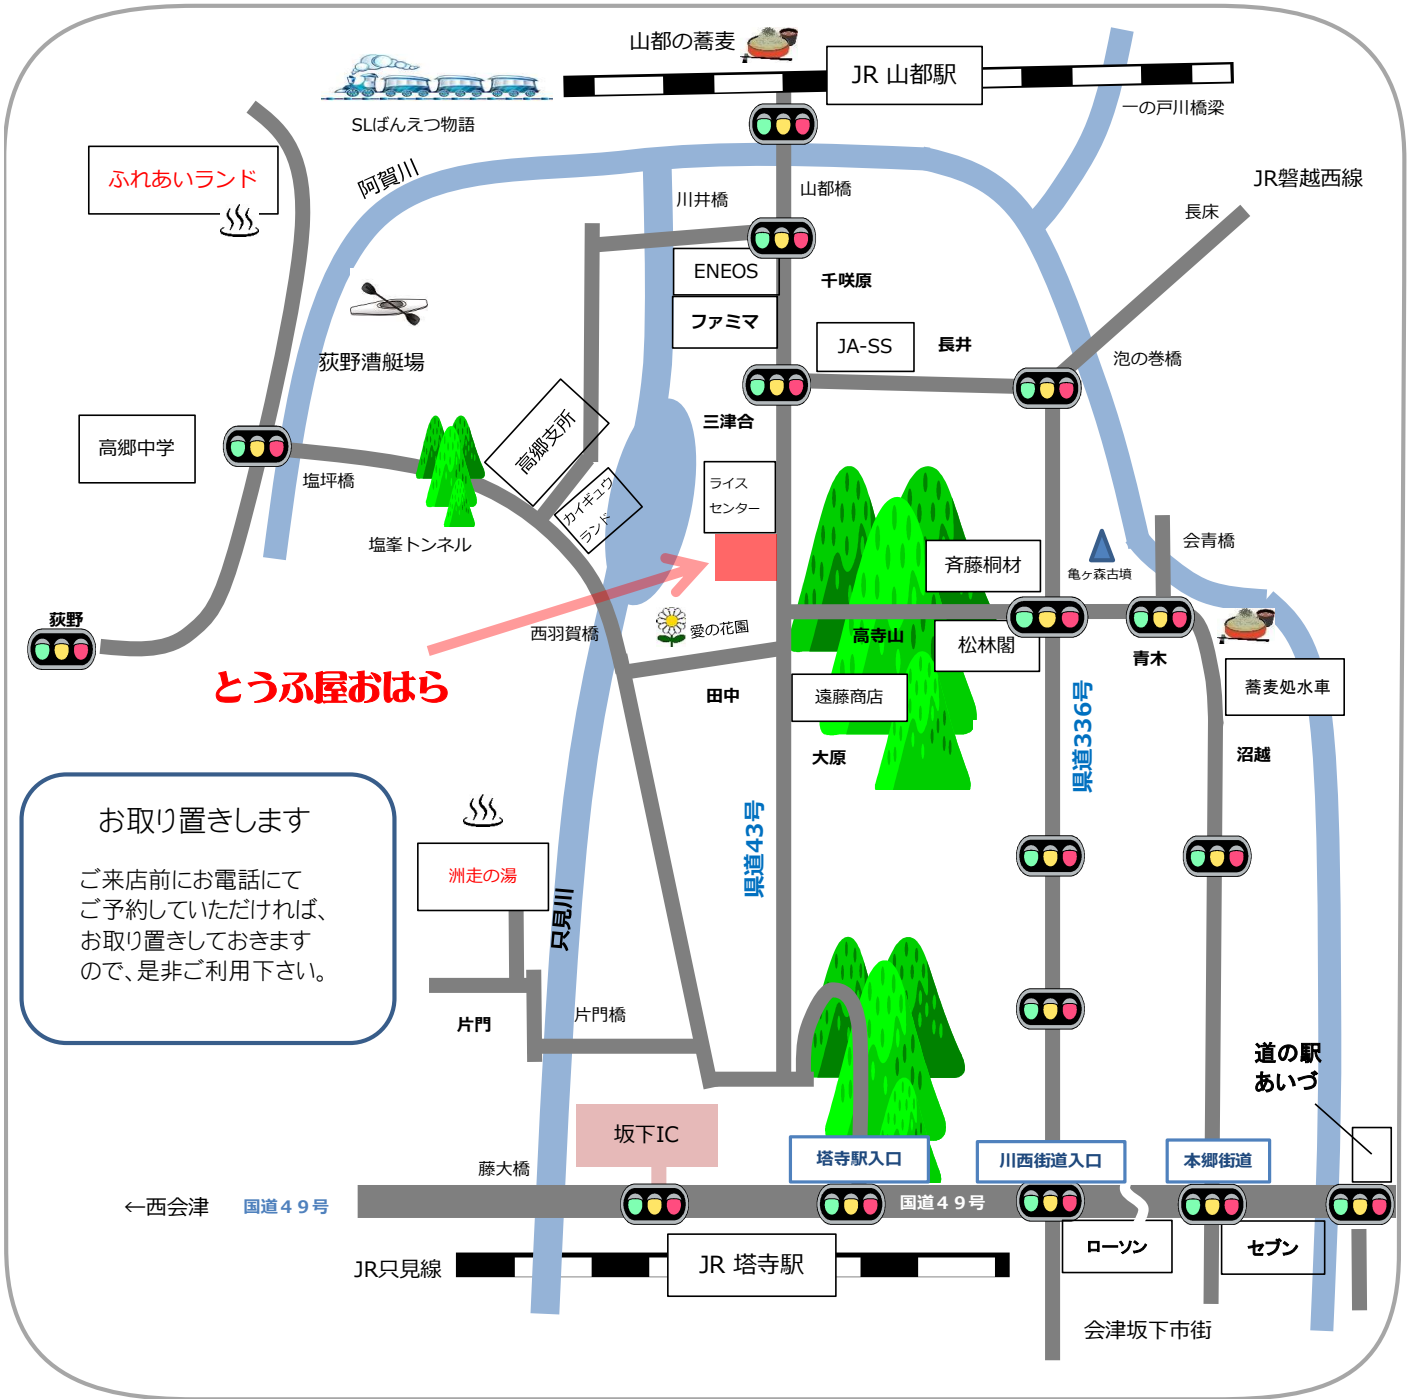 山都の蕎麦
JR 山都駅
SLばんえつ物語
一の戸川橋梁
阿賀川
ふれあいランド
川井橋
山都橋
JR磐越西線
長床
ENEOS
千咲原
ファミマ
JA-SS
長井
泡の巻橋
荻野漕艇場
高郷支所
三津合
高郷中学
塩坪橋
カイギュウ
ランド
ライス
センター
塩峯トンネル
斉藤桐材
会青橋
亀ヶ森古墳
荻野
西羽賀橋
愛の花園
高寺山
松林閣
青木
とうふ屋おはら
田中
遠藤商店
蕎麦処水車
県道336号
大原
沼越
お取り置きします
ご来店前にお電話にて
ご予約していただければ、
お取り置きしておきます
ので、是非ご利用下さい。
県道43号
洲走の湯
只見川
片門
片門橋
道の駅
あいづ
坂下IC
塔寺駅入口
川西街道入口
本郷街道
藤大橋
←西会津
国道４９号
国道４９号
ローソン
セブン
JR只見線
JR 塔寺駅
会津坂下市街